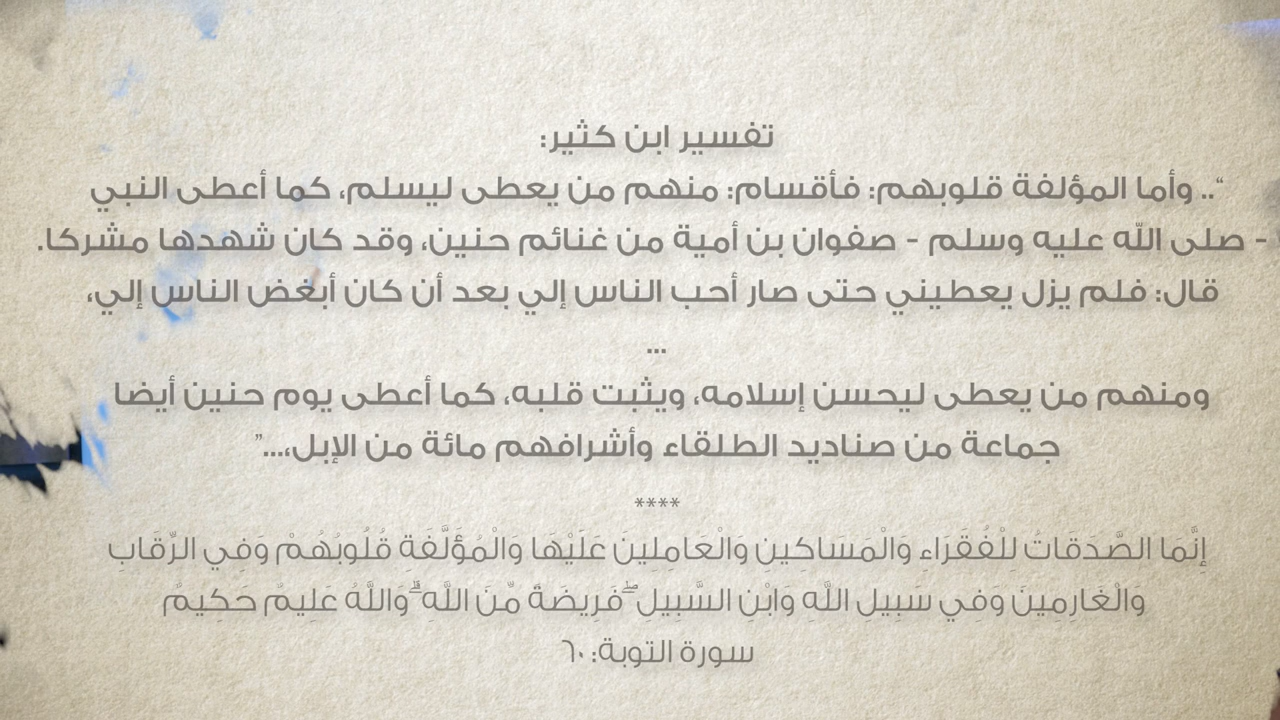 تفسير ابن كثير:
".. وأما المؤلفة قلوبهم: فأقسام: منهم من يعطى ليسلم، كما أعطى النبي
- صلى الله عليه وسلم - صفوان بن أمية من غنائم حنين، وقد كان شهدها مشركا.
قال: فلم يزل يعطيني حتى صار أحب الناس إلي بعد أن كان أبغض الناس إلي،
...
ومنهم من يعطى ليحسن إسلامه، ويثبت قلبه، كما أعطى يوم حنين أيضا
جماعة من صناديد الطلقاء وأشرافهم مائة من الإبل،..."
****
إِنَّمَا الصَّدَقَاتُ لِلْفُقَرَاءِ وَالْمَسَاكِينِ وَالْعَامِلِينَ عَلَيْهَا وَالْمُؤَلَّفَةِ قُلُوبُهُمْ وَفِي الرِّقَابِ
وَالْغَارِمِينَ وَفِي سَبِيلِ اللَّهِ وَابْنِ السَّبِيلِ ۖ فَرِيضَةً مِّنَ اللَّهِ ۗ وَاللَّهُ عَلِيمٌ حَكِيمٌ
سورة التوبة: ٦٠